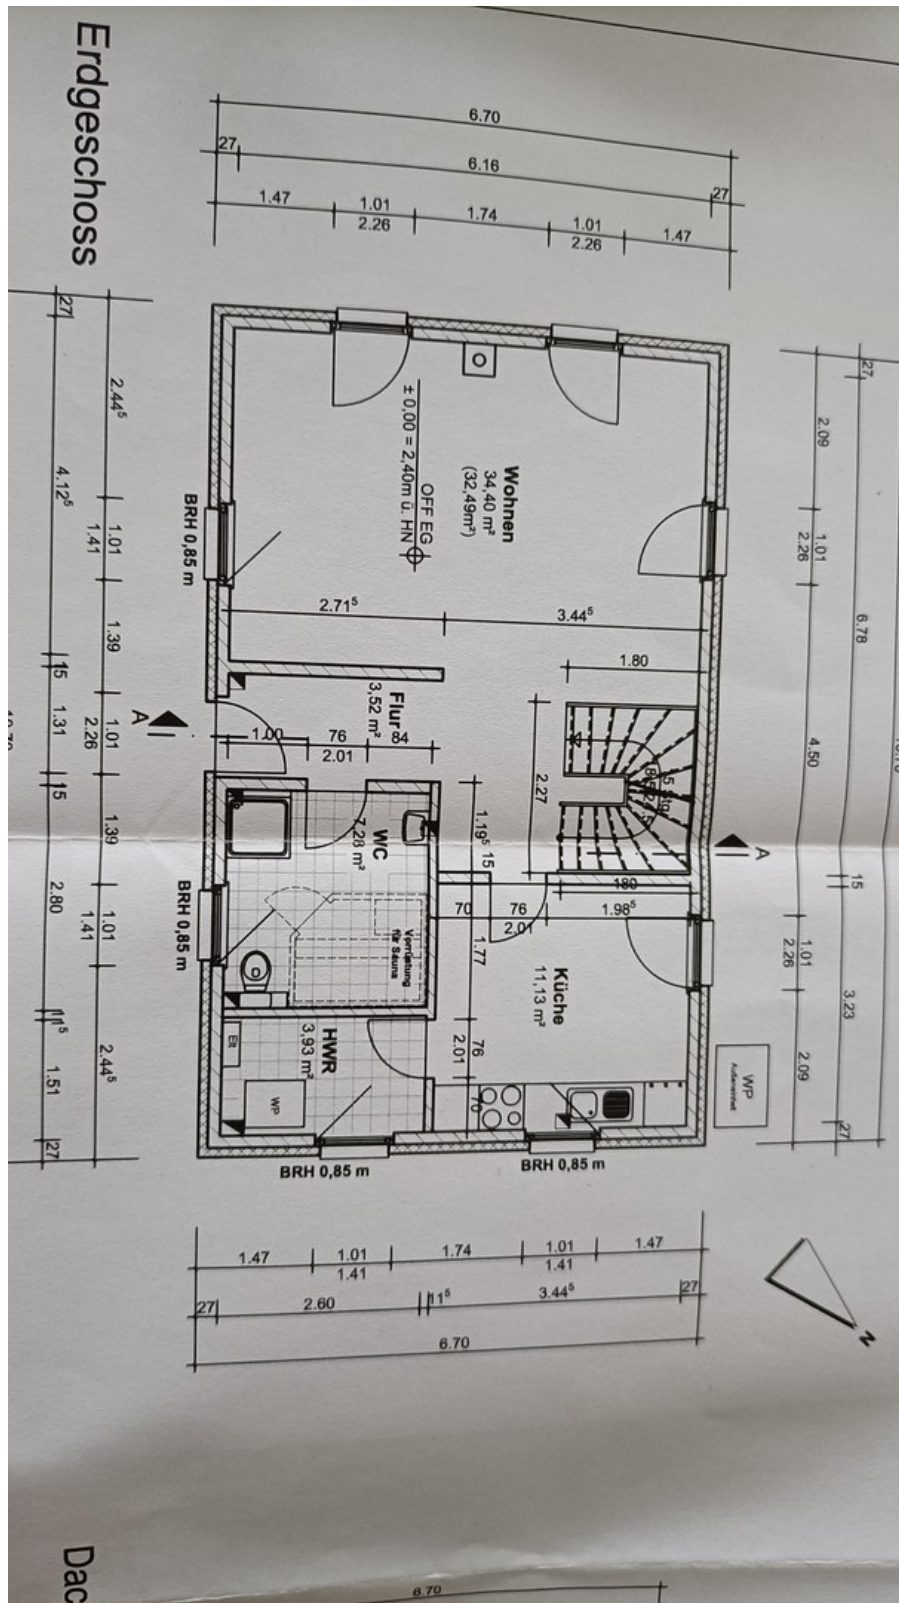 Erdgeschoss
6.70
27
6.16
27
1.47
1.01
2.26
1.74
1.01
2.26
1.47
27
2.44⁵
4.12⁵
1.01
1.41
BRH 0,85 m
1.39
15
1.31
1.01
2.26
A
15
1.39
2.80
1.01
1.41
BRH 0,85 m
11⁵
1.51
2.44⁵
27
27
2.09
1.01
2.26
6.78
4.50
A
15
1.01
2.26
3.23
2.09
27
Wohnen
34,40 m²
(32,49m²)
OFF EG
± 0,00 = 2,40m ü. HN
2.71⁵
3.44⁵
1.80
Flur
3,52 m²
1.00
76
2.01
84
2.27
WC
7,28 m²
1.19⁵
15
180
70
76
2.01
1.98⁵
1.77
Vorrüstung
für Sauna
Küche
11,13 m²
HWR
3,93 m²
Elt
WP
76
2.01
70
WP
Außeneinheit
BRH 0,85 m
BRH 0,85 m
1.47
1.01
1.41
1.74
1.01
1.41
1.47
27
2.60
11⁵
3.44⁵
27
6.70
N
Dac
6.70